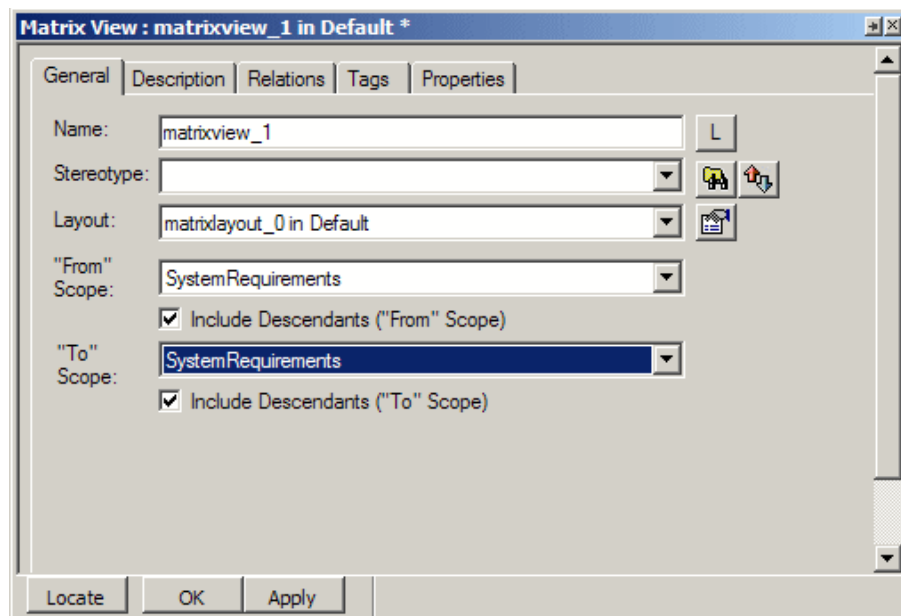 Matrix View : matrixview_1 in Default *
General Description Relations Tags Properties
Name: matrixview_1 L
Stereotype:
Layout: matrixlayout_0 in Default
"From" Scope: SystemRequirements
Include Descendants ("From" Scope)
"To" Scope: SystemRequirements
Include Descendants ("To" Scope)
Locate OK Apply